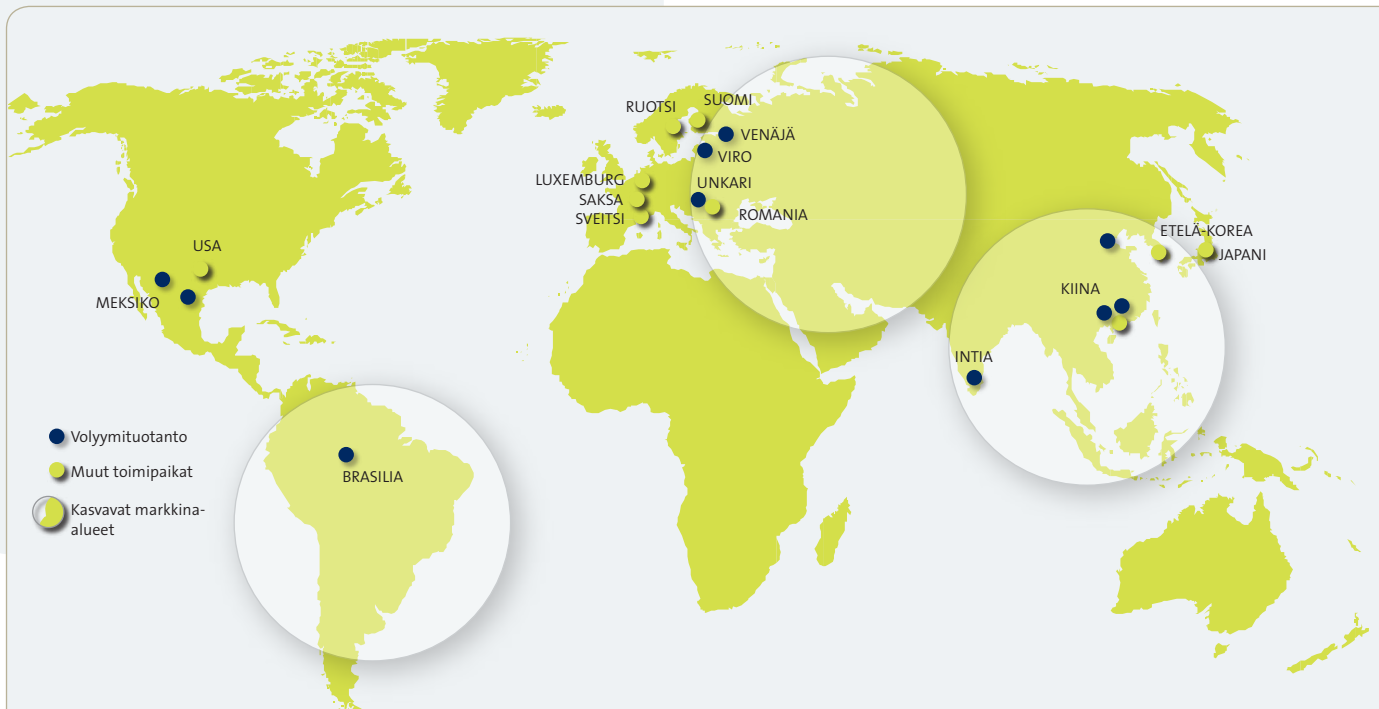 RUOTSI
SUOMI
VENÄJÄ
VIRO
LUXEMBURG
UNKARI
SAKSA
ROMANIA
SVEITSI
ETELÄ-KOREA
USA
JAPANI
KIINA
MEKSIKO
INTIA
Volyymituotanto
Muut toimipaikat
BRASILIA
Kasvavat markkina-
alueet